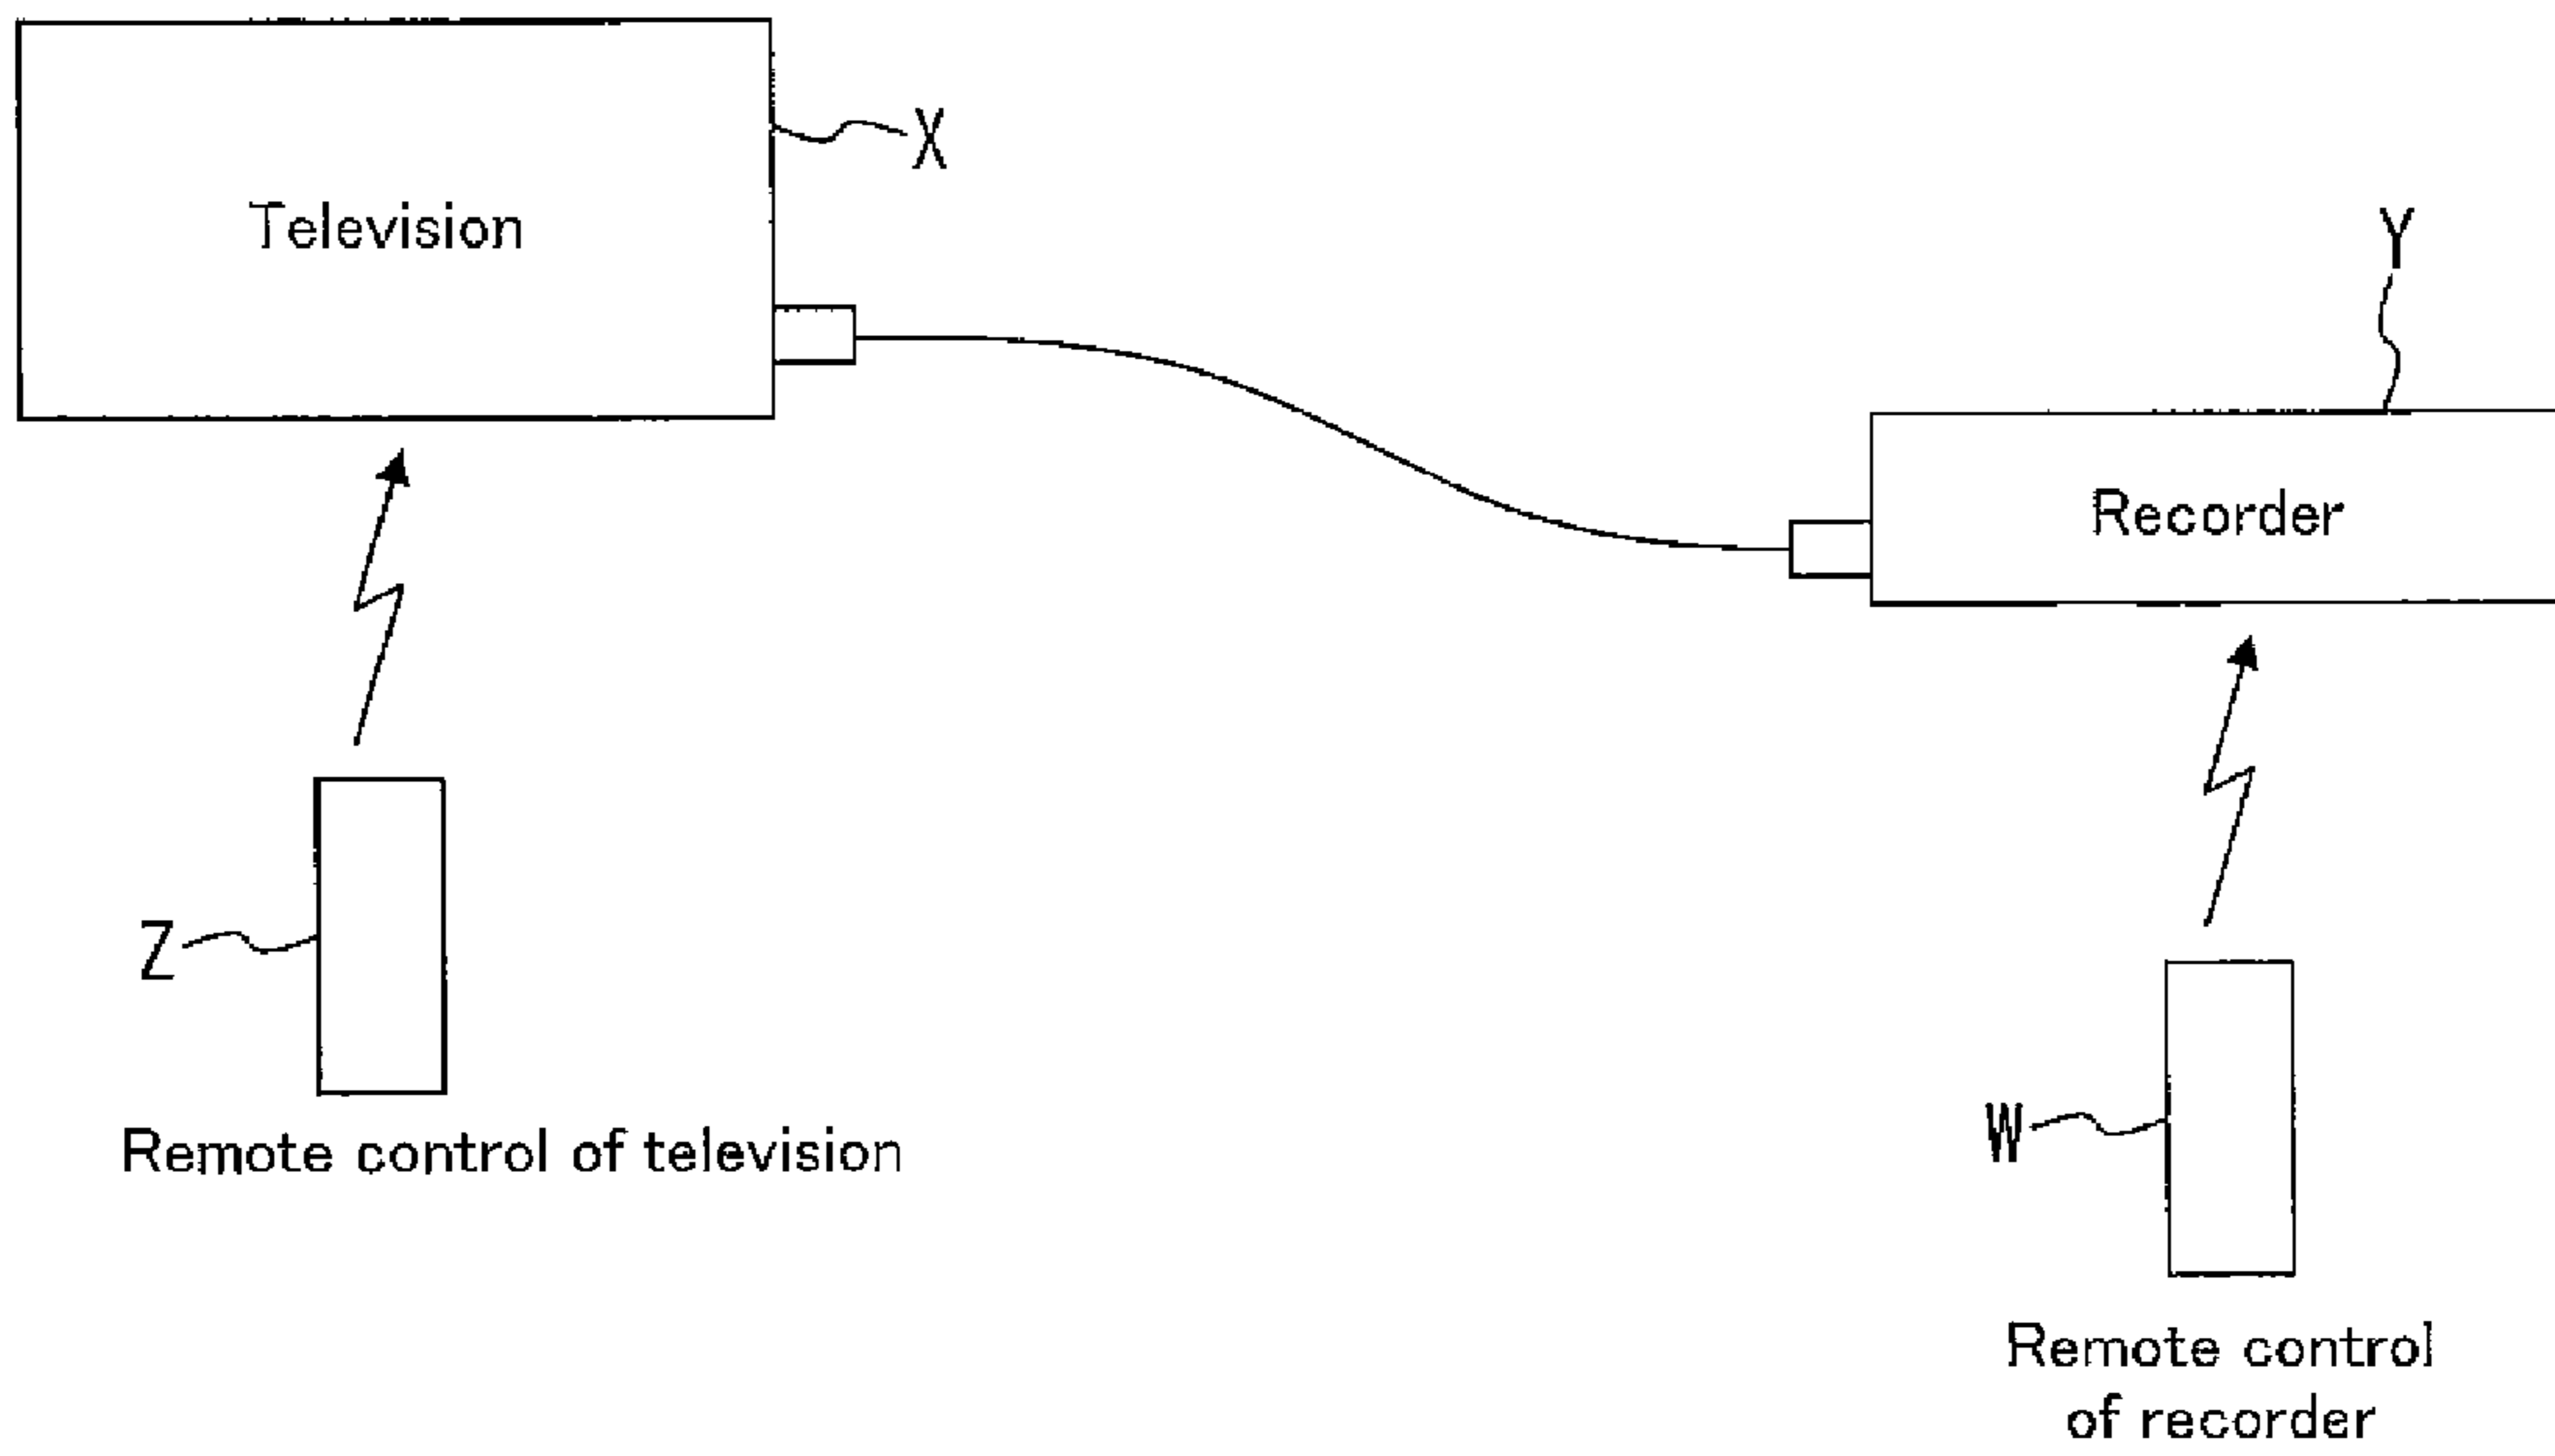 X
Television
Y
Recorder
Z
Remote control of television
W
Remote control
of recorder